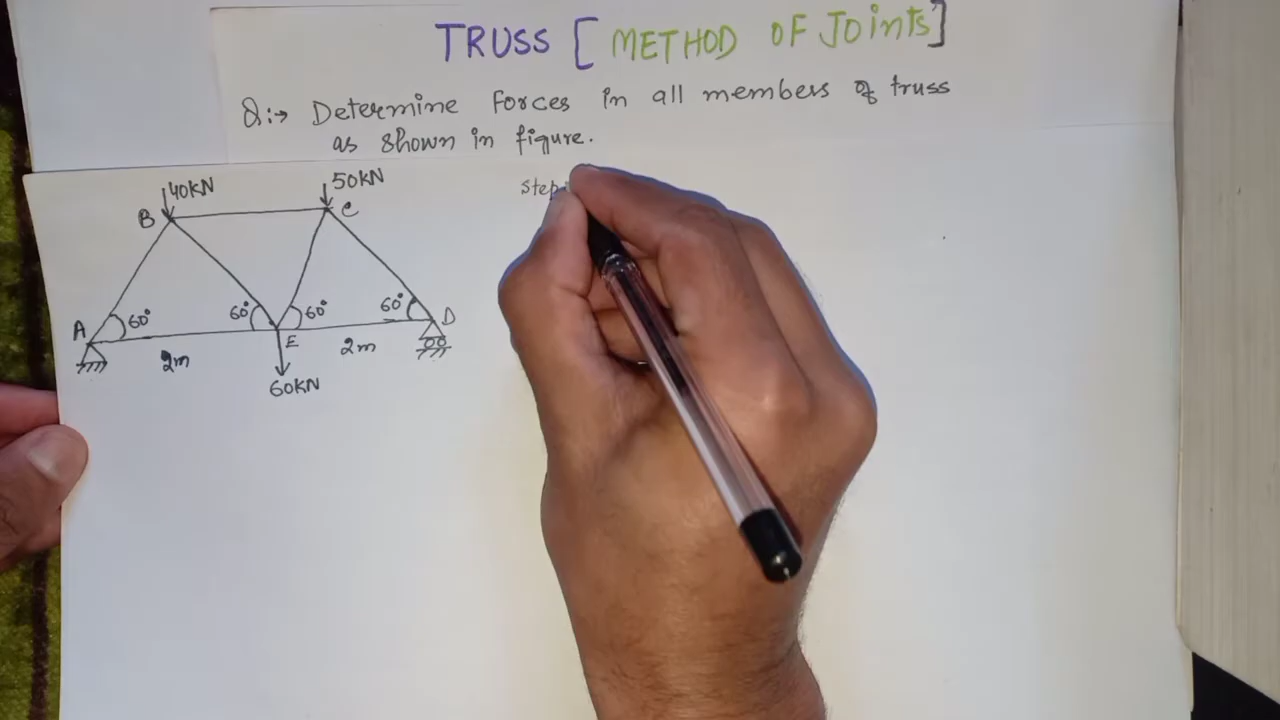 TRUSS [METHOD OF JOINTS]
Q:→ Determine forces in all members of truss
as shown in figure.
Step
40KN
50KN
B
C
60°
60°
60°
60°
A
D
E
2m
2m
60KN